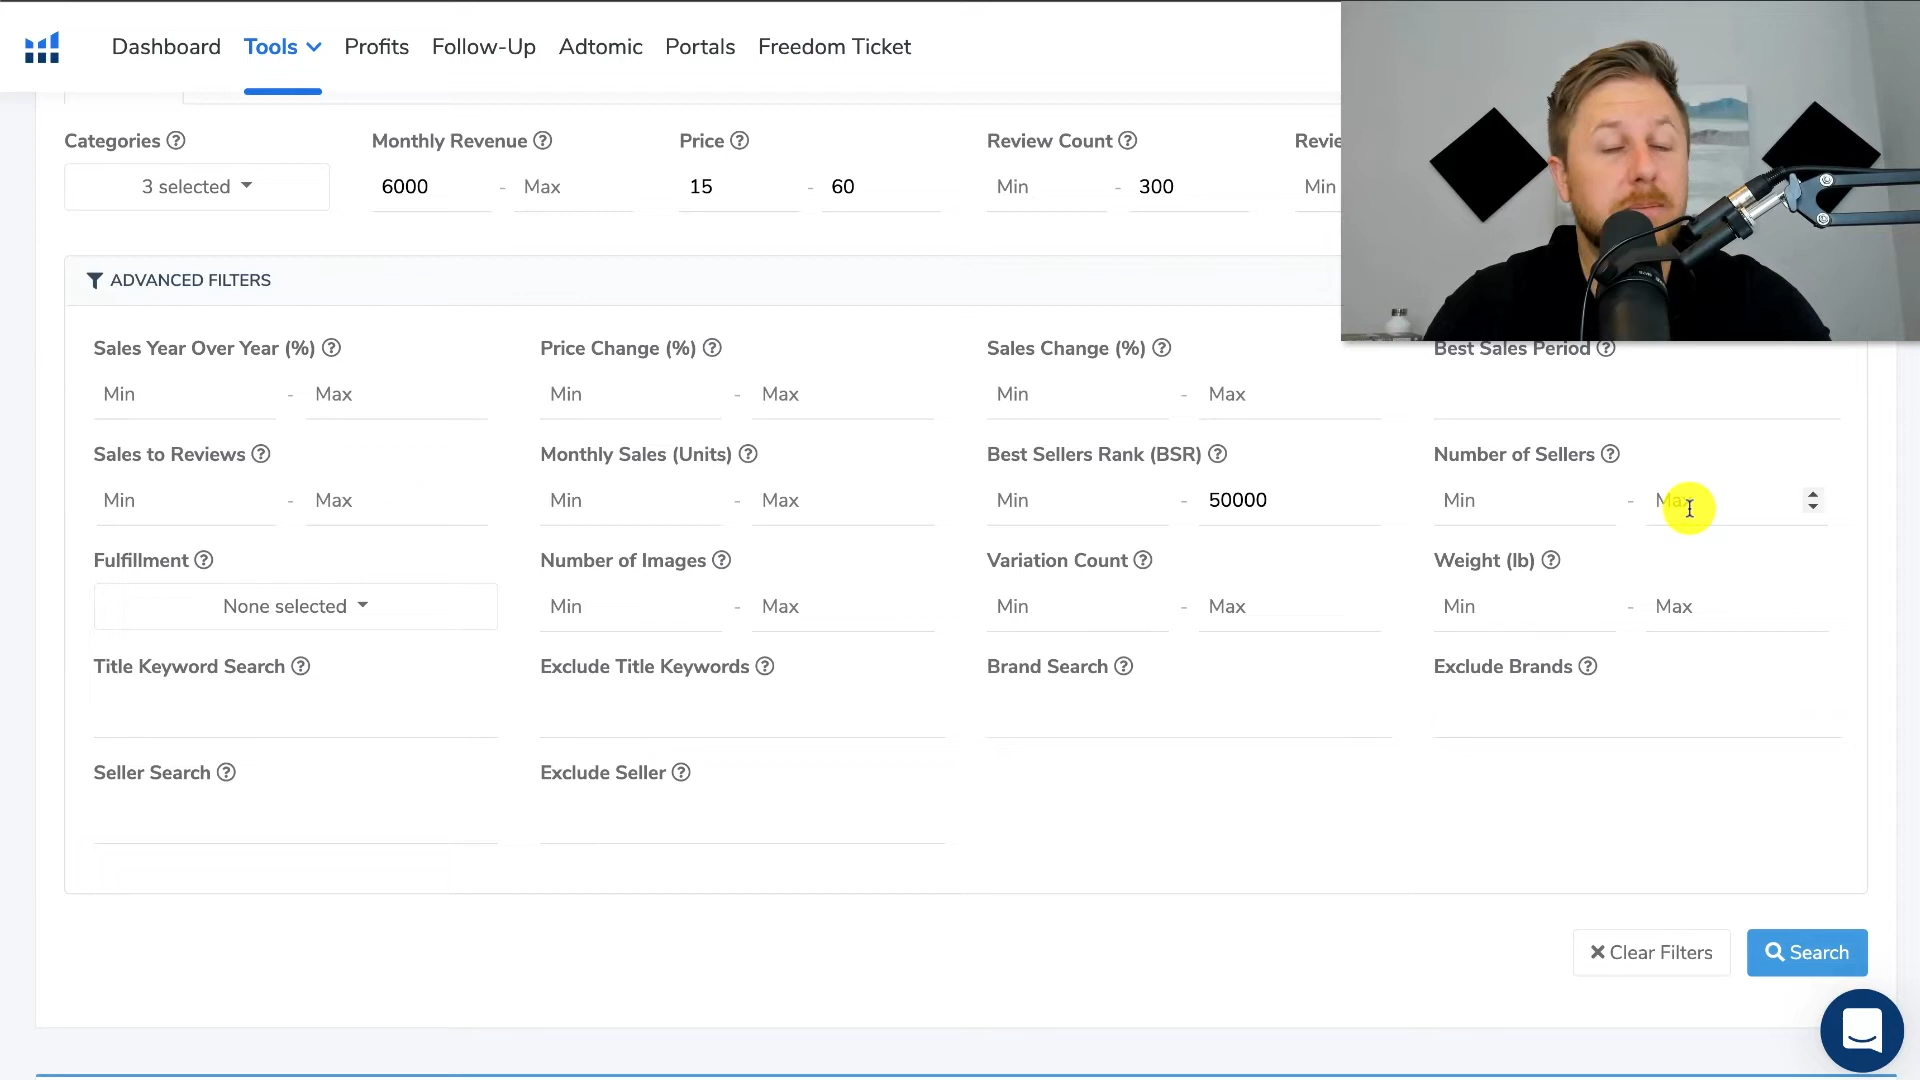 Dashboard Tools Profits Follow-Up Adtomic Portals Freedom Ticket
Categories Monthly Revenue Price Review Count Revie
3 selected 6000 - Max 15 - 60 Min - 300 Min
ADVANCED FILTERS
Sales Year Over Year (%) Price Change (%) Sales Change (%) Best Sales Period
Min - Max Min - Max Min - Max
Sales to Reviews Monthly Sales (Units) Best Sellers Rank (BSR) Number of Sellers
Min - Max Min - Max Min - 50000 Min - Max
Fulfillment Number of Images Variation Count Weight (lb)
None selected Min - Max Min - Max Min - Max
Title Keyword Search Exclude Title Keywords Brand Search Exclude Brands
Seller Search Exclude Seller
Clear Filters Search